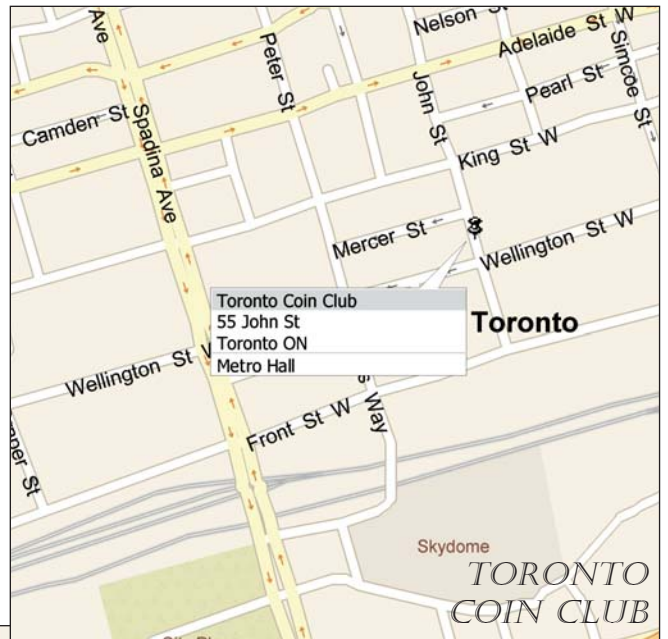 Ave
Nelson St
Adelaide St W
Simcoe St
Peter St
John St
Pearl St
Camden St
Spadina Ave
King St W
Mercer St
Wellington St W
Toronto Coin Club
55 John St
Toronto ON
Metro Hall
Toronto
Wellington St W
Front St W
Way
St
Skydome
TORONTO
COIN CLUB